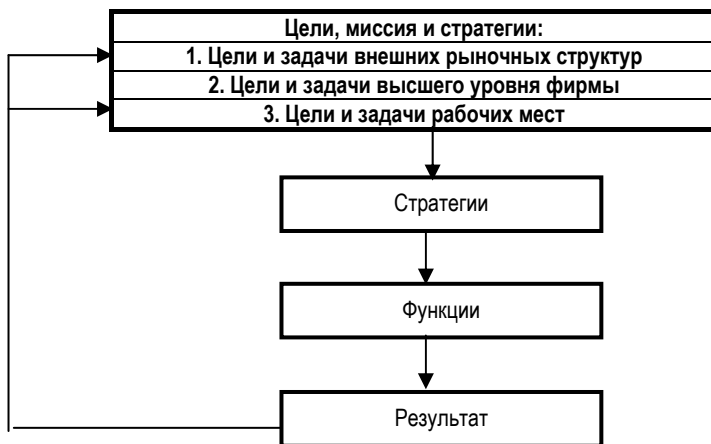 Цели, миссия и стратегии:
1. Цели и задачи внешних рыночных структур
2. Цели и задачи высшего уровня фирмы
3. Цели и задачи рабочих мест
Стратегии
Функции
Результат